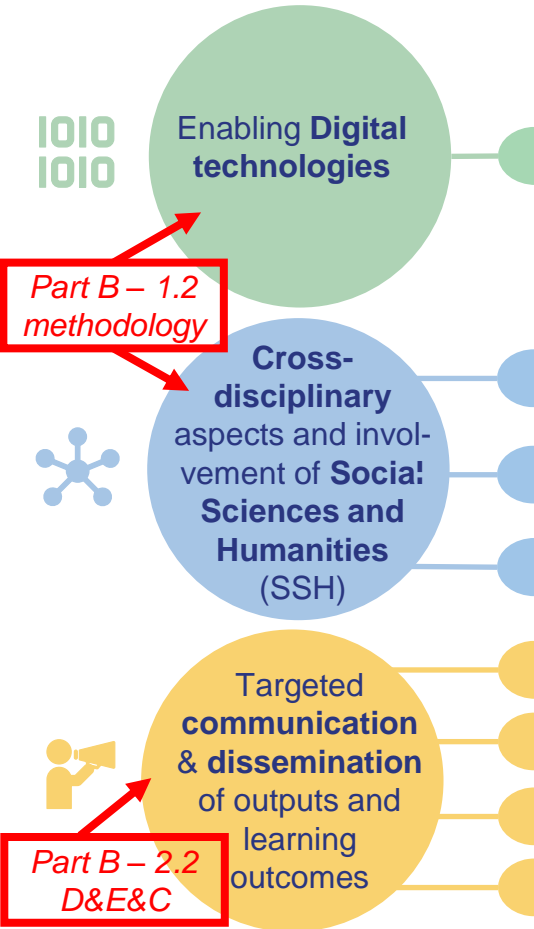 1010
1010
Enabling Digital
technologies
Part B – 1.2
methodology
Cross-
disciplinary
aspects and invol-
vement of Social
Sciences and
Humanities
(SSH)
Targeted
communication
& dissemination
of outputs and
learning
outcomes
Part B – 2.2
D&E&C